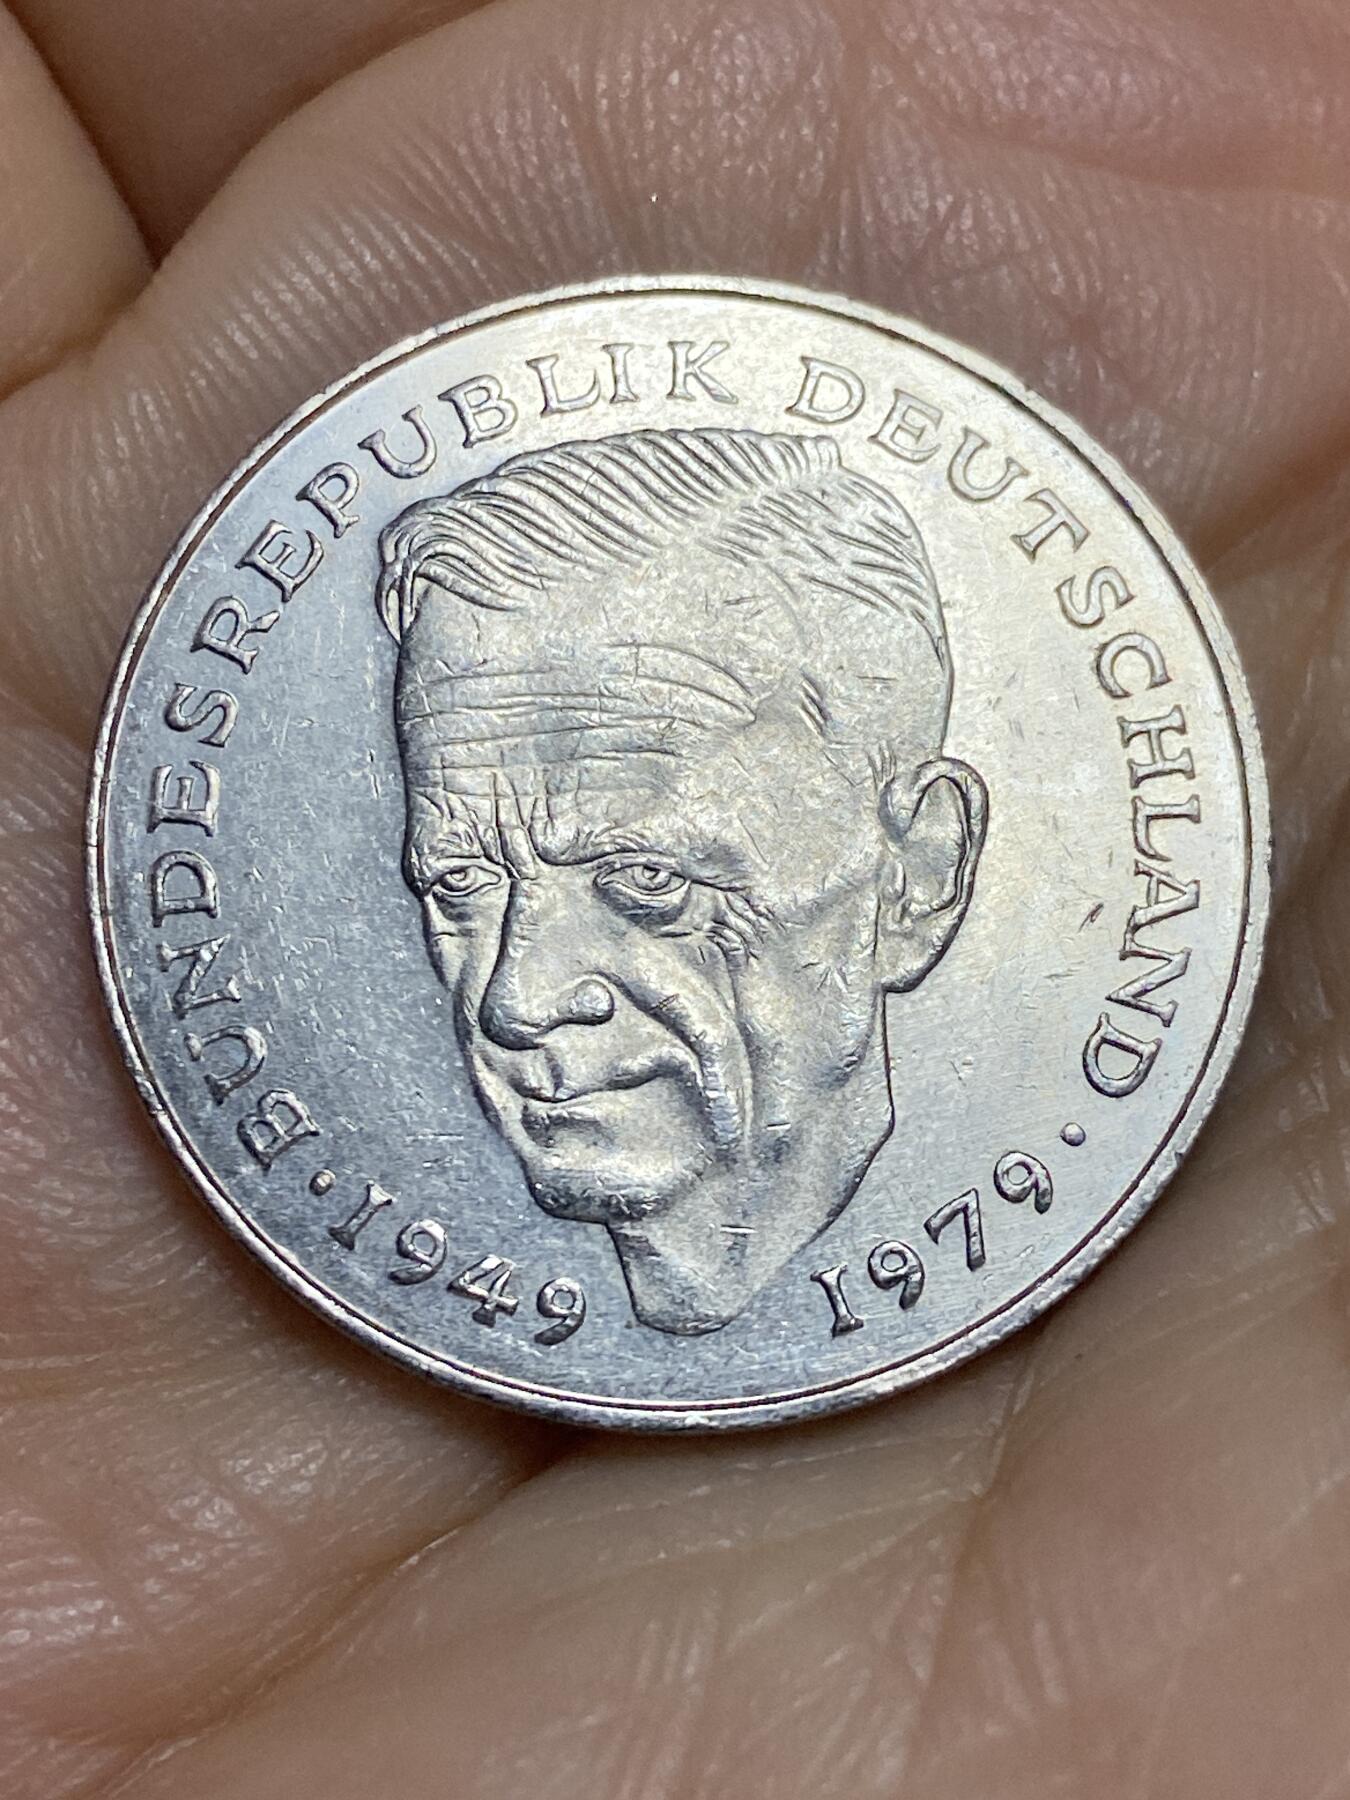 BUNDESREPUBLIK DEUTSCHLAND
· 1949
1979 ·